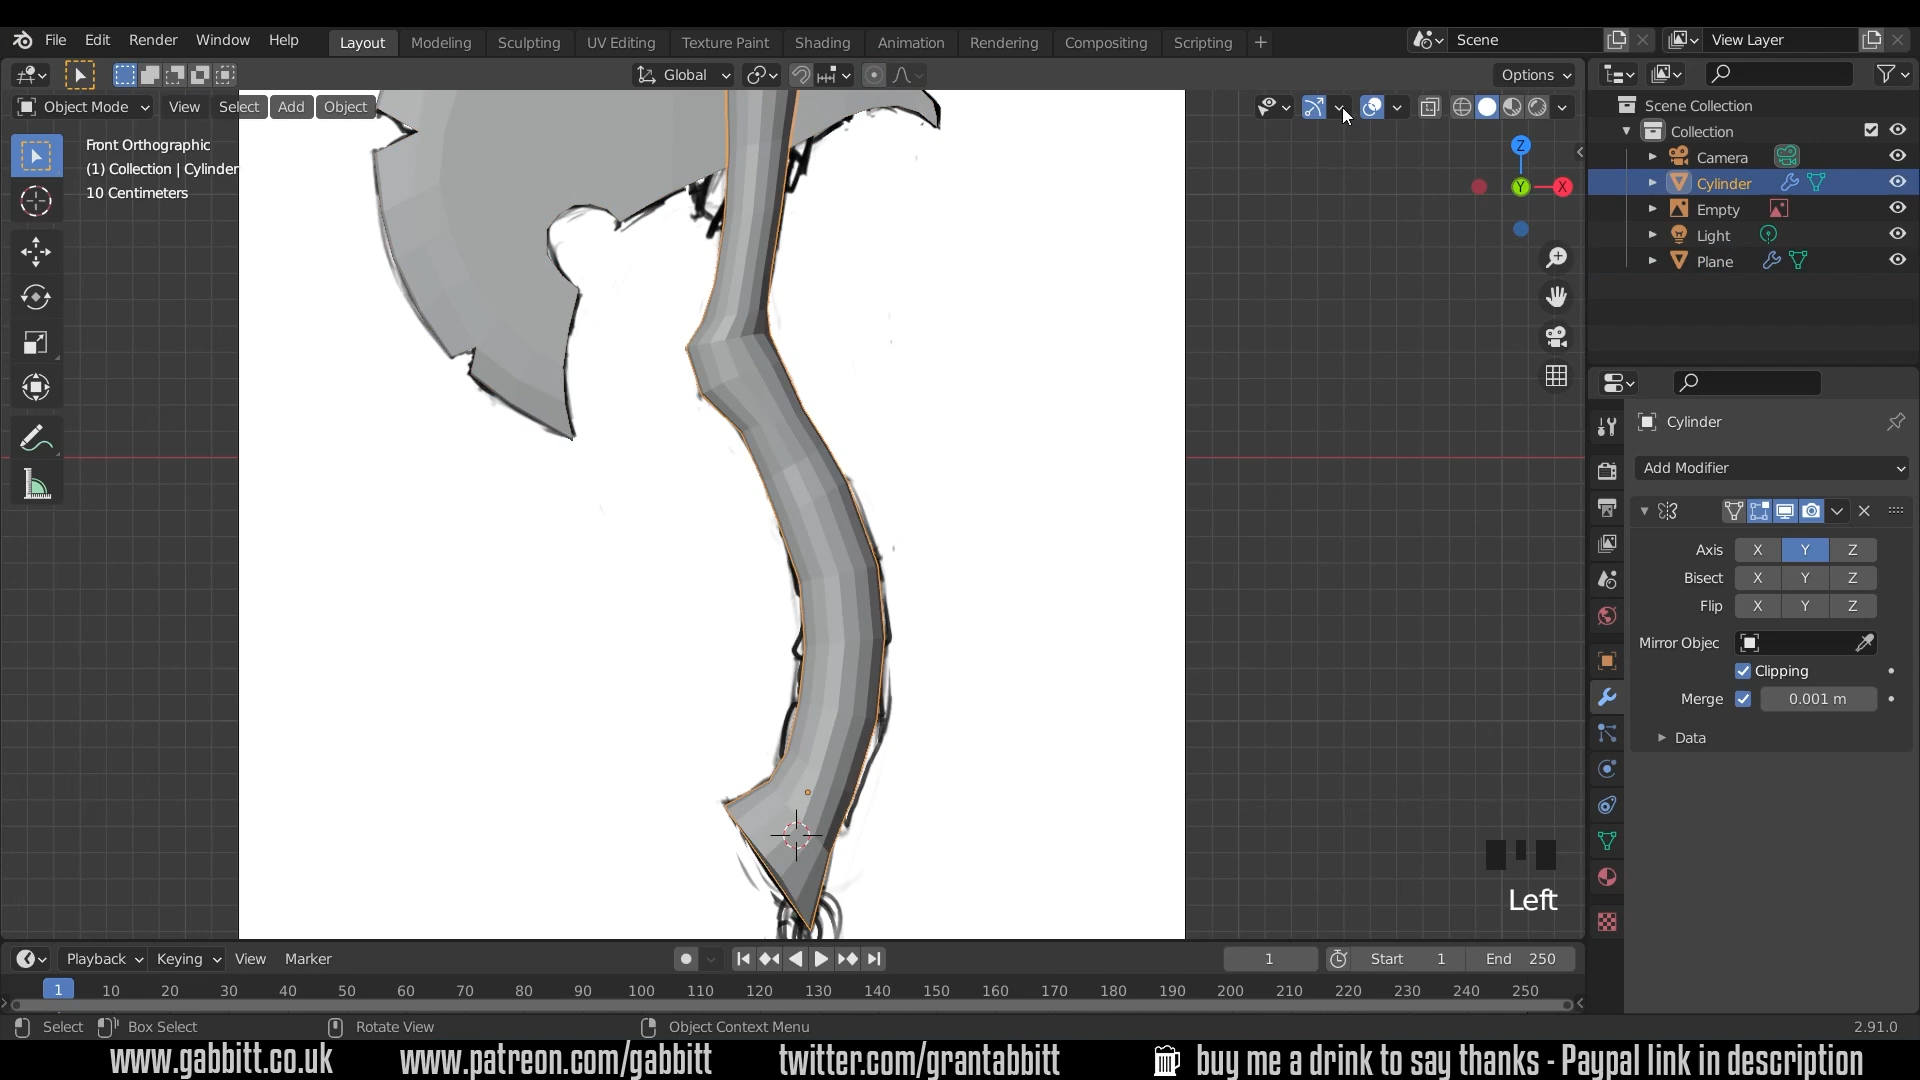 File Edit Render Window Help Layout Modeling Sculpting UV Editing Texture Paint Shading Animation Rendering Compositing Scripting + Scene View Layer
Global Options
Object Mode View Select Add Object
Front Orthographic
(1) Collection | Cylinder
10 Centimeters
Z
Y
X
Left
Scene Collection
Collection
Camera
Cylinder
Empty
Light
Plane
Cylinder
Add Modifier
Axis X Y Z
Bisect X Y Z
Flip X Y Z
Mirror Objec
Clipping
Merge 0.001 m
Data
Playback Keying View Marker 1 Start 1 End 250
1 10 20 30 40 50 60 70 80 90 100 110 120 130 140 150 160 170 180 190 200 210 220 230 240 250
Select Box Select Rotate View Object Context Menu 2.91.0
www.gabbitt.co.uk www.patreon.com/gabbitt twitter.com/grantabbitt buy me a drink to say thanks - Paypal link in description